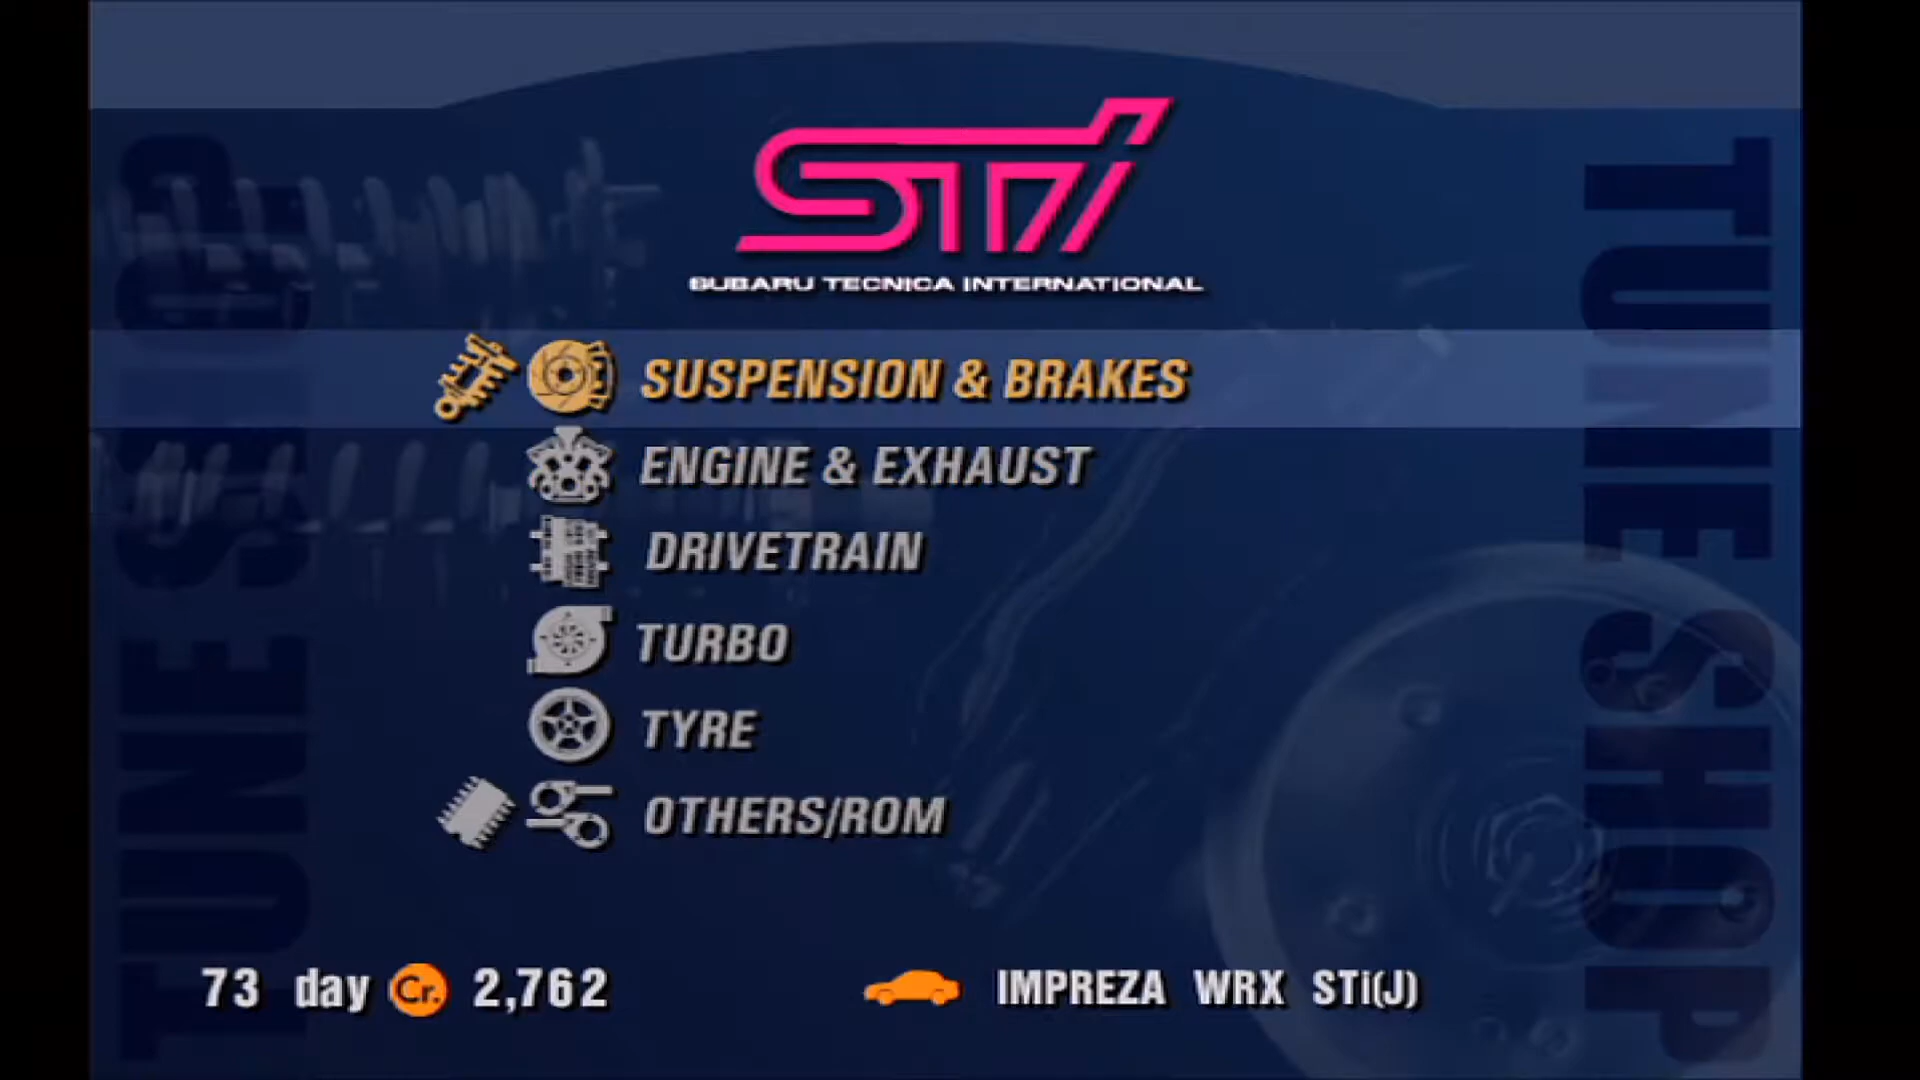 STi
SUBARU TECNICA INTERNATIONAL
SUSPENSION & BRAKES
ENGINE & EXHAUST
DRIVETRAIN
TURBO
TYRE
OTHERS/ROM
73 day Cr. 2,762
IMPREZA WRX STi(J)
TUNE SHOP
TUNE SHOP